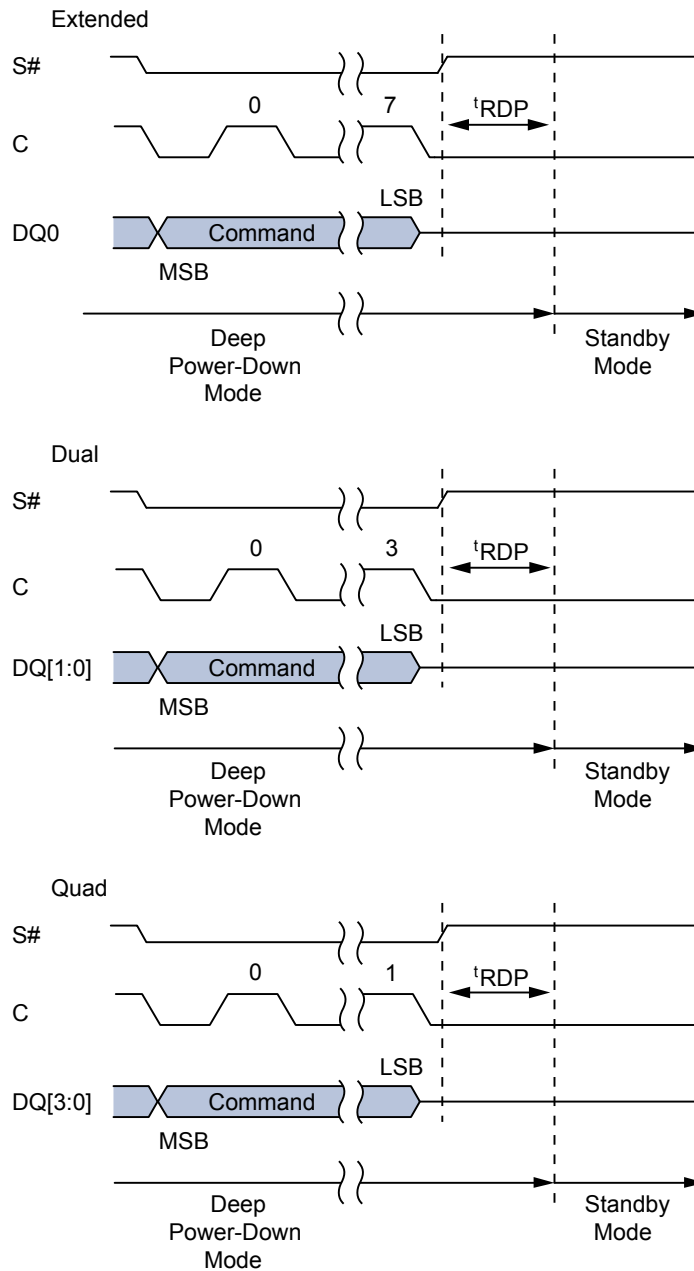 Extended
S#
0 7 tRDP
C
LSB
DQ0 Command
MSB
Deep
Power-Down
Mode
Standby
Mode
Dual
S#
0 3 tRDP
C
LSB
DQ[1:0] Command
MSB
Deep
Power-Down
Mode
Standby
Mode
Quad
S#
0 1 tRDP
C
LSB
DQ[3:0] Command
MSB
Deep
Power-Down
Mode
Standby
Mode